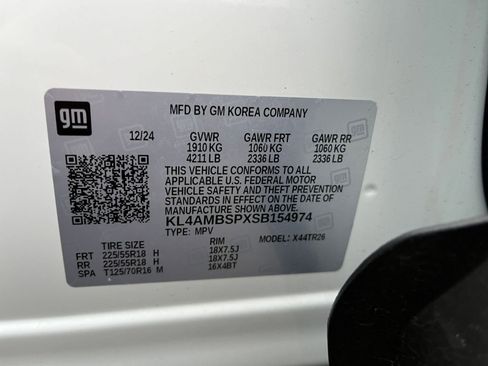 gm
MFD BY GM KOREA COMPANY
12/24 GVWR GAWR FRT GAWR RR
1910 KG 1060 KG 1060 KG
4211 LB 2336 LB 2336 LB
THIS VEHICLE CONFORMS TO ALL
APPLICABLE U.S. FEDERAL MOTOR
VEHICLE SAFETY AND THEFT PREVENTION
STANDARDS IN EFFECT ON THE DATE OF
MANUFACTURE SHOWN ABOVE.
KL4AMBSPXSB154974
TYPE: MPV MODEL: X44TR26
TIRE SIZE RIM
FRT 225/55R18 H 18X7.5J
RR 225/55R18 H 18X7.5J
SPA T125/70R16 M 16X4BT